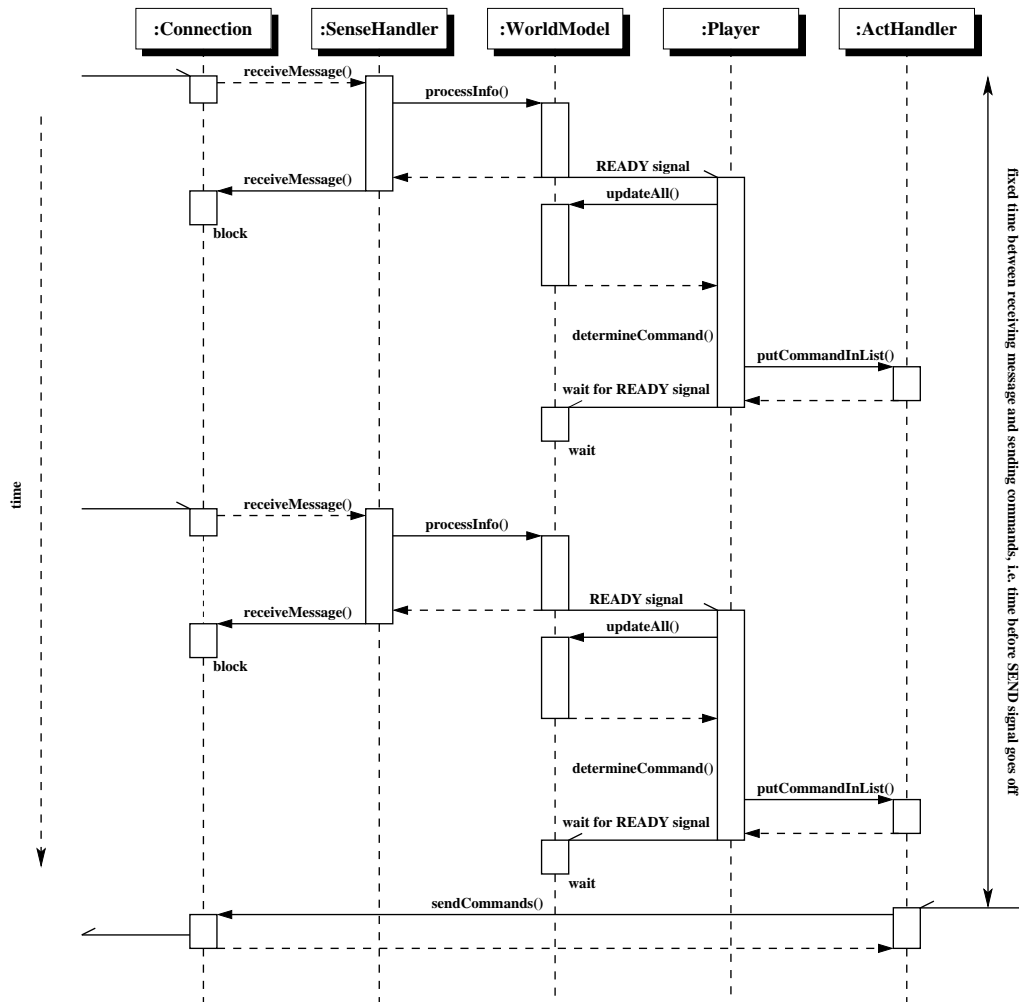 :Connection
:SenseHandler
:WorldModel
:Player
:ActHandler
receiveMessage()
processInfo()
READY signal
receiveMessage()
updateAll()
block
determineCommand()
putCommandInList()
wait for READY signal
wait
receiveMessage()
processInfo()
READY signal
receiveMessage()
updateAll()
block
determineCommand()
putCommandInList()
wait for READY signal
wait
sendCommands()
time
fixed time between receiving message and sending commands, i.e. time before SEND signal goes off